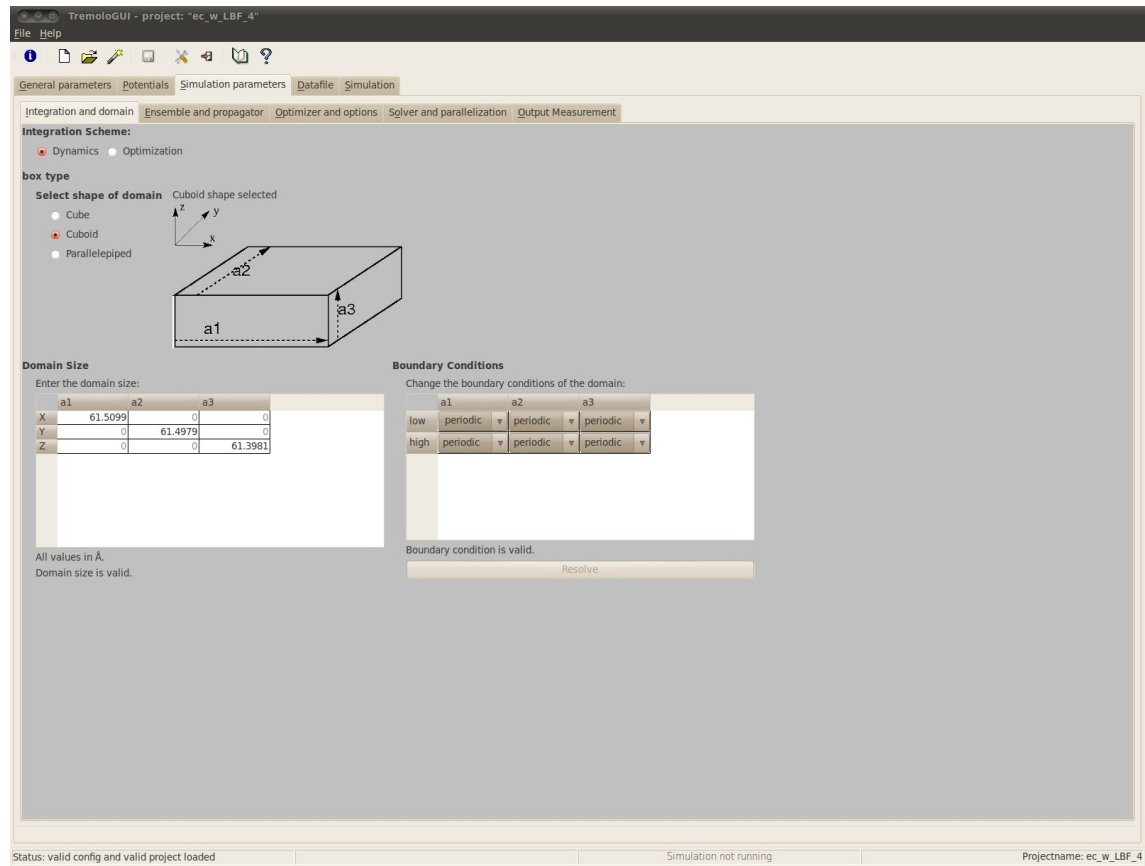 TremoloGUI - project: "ec_w_LBF_4"
File Help
General parameters Potentials Simulation parameters Datafile Simulation
Integration and domain Ensemble and propagator Optimizer and options Solver and parallelization Output Measurement
Integration Scheme:
Dynamics Optimization
box type
Select shape of domain Cuboid shape selected
Cube
Cuboid
Parallelepiped
z
y
x
a2
a3
a1
Domain Size
Enter the domain size:
a1 a2 a3
X 61.5099 0 0
Y 0 61.4979 0
Z 0 0 61.3981
All values in Å.
Domain size is valid.
Boundary Conditions
Change the boundary conditions of the domain:
a1 a2 a3
low periodic periodic periodic
high periodic periodic periodic
Boundary condition is valid.
Resolve
Status: valid config and valid project loaded Simulation not running Projectname: ec_w_LBF_4